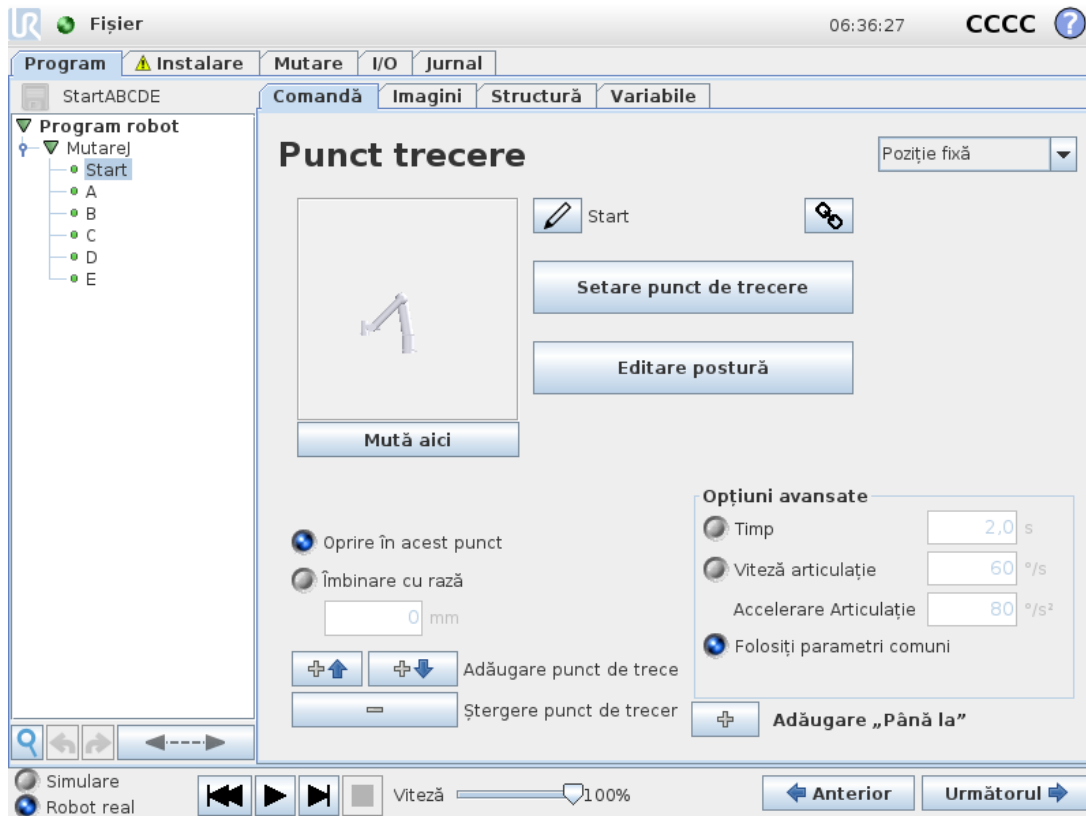 Fișier 06:36:27 CCCC ?
Program Instalare Mutare I/O Jurnal
StartABCDE
Comandă Imagini Structură Variabile
Program robot
MutareJ
Start
A
B
C
D
E
Punct trecere
Poziție fixă
Start
Setare punct de trecere
Editare postură
Mută aici
Oprire în acest punct
Îmbinare cu rază
0 mm
Adăugare punct de trece
Ștergere punct de trecer
Opțiuni avansate
Timp 2,0 s
Viteză articulație 60 °/s
Accelerare Articulație 80 °/s²
Folosiți parametri comuni
Adăugare „Până la”
Simulare
Robot real
Viteză 100%
Anterior Următorul